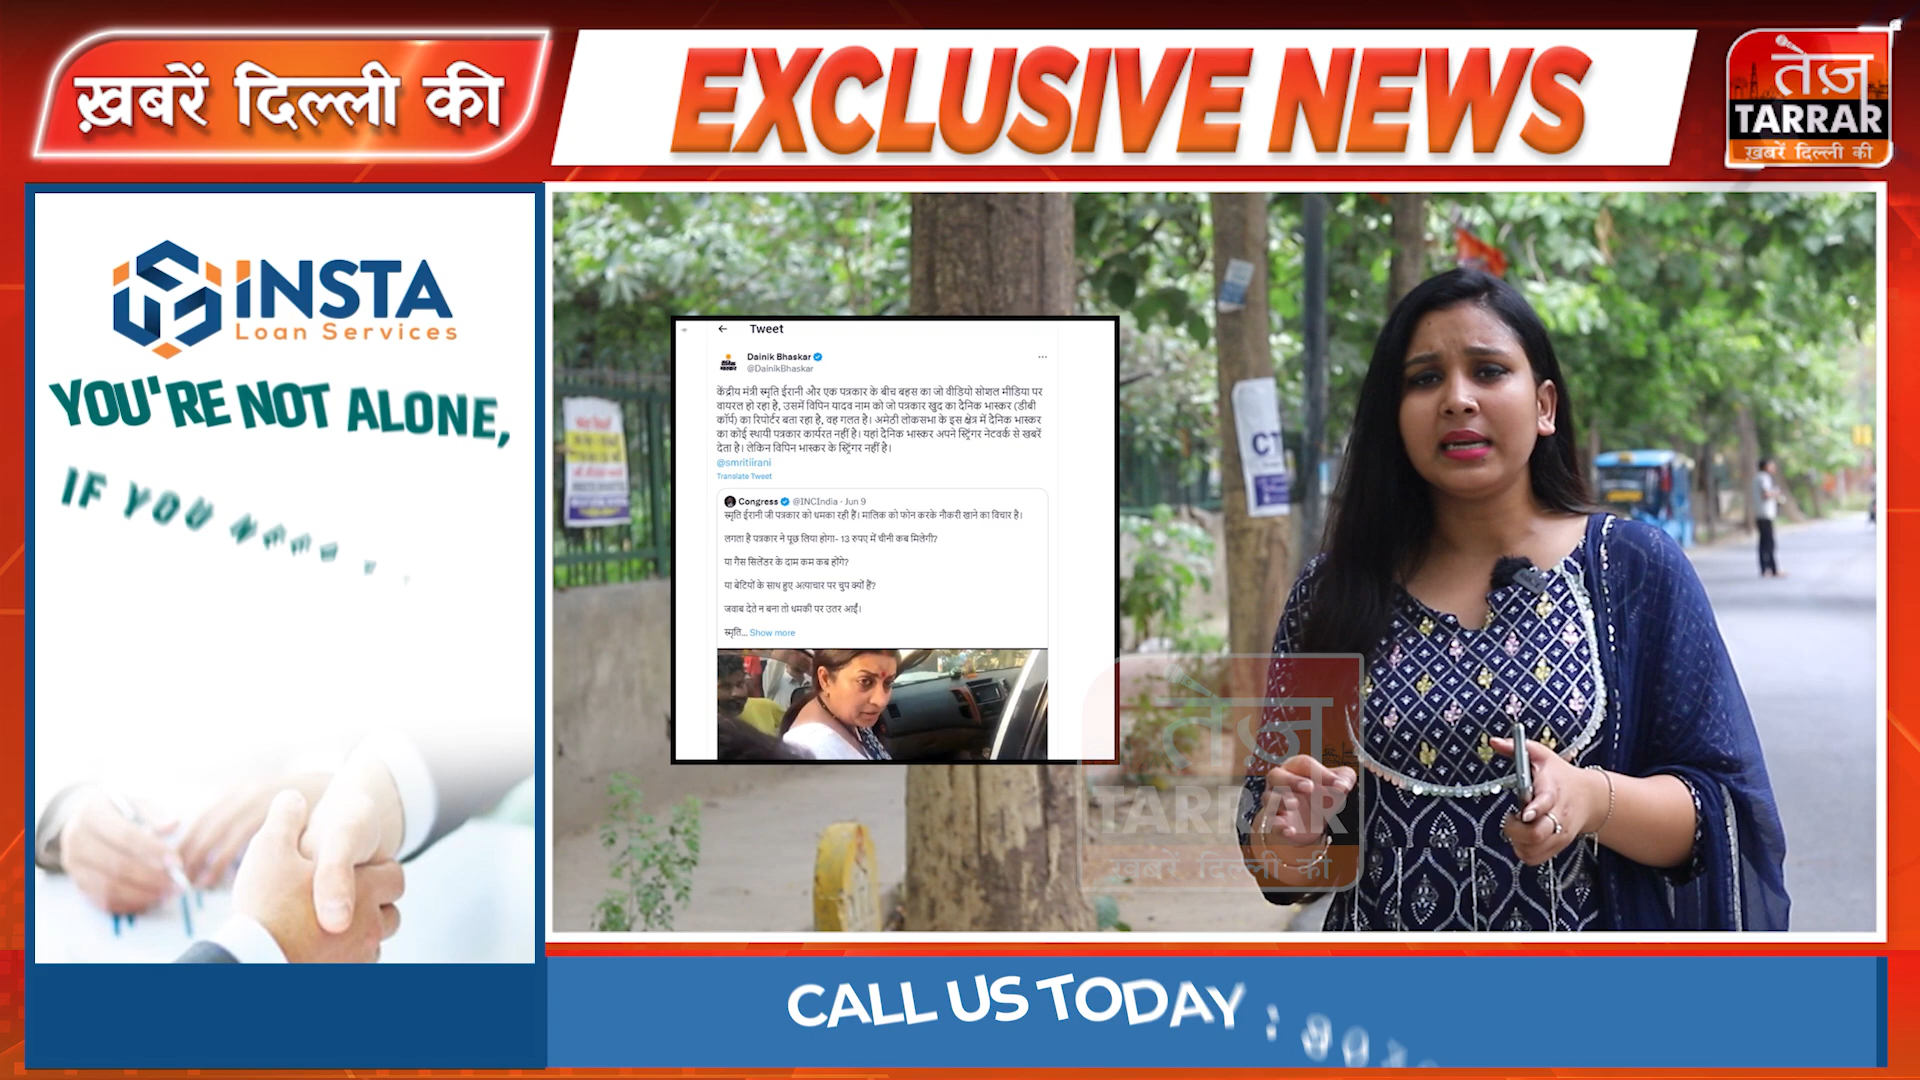 ख़बरें दिल्ली की
EXCLUSIVE NEWS
तेज़
TARRAR
ख़बरें दिल्ली की
INSTA
Loan Services
YOU'RE NOT ALONE,
IF YOU
Tweet
Dainik Bhaskar
@DainikBhaskar
केंद्रीय मंत्री स्मृति ईरानी और एक पत्रकार के बीच बहस का जो वीडियो सोशल मीडिया पर
वायरल हो रहा है, उसमें विपिन यादव नाम को जो पत्रकार खुद का दैनिक भास्कर (डीबी
कॉर्प) का रिपोर्टर बता रहा है, वह गलत है। अमेठी लोकसभा के इस क्षेत्र में दैनिक भास्कर
का कोई स्थायी पत्रकार कार्यरत नहीं है। यहां दैनिक भास्कर अपने स्ट्रिंगर नेटवर्क से खबरें
देता है। लेकिन विपिन भास्कर के स्ट्रिंगर नहीं है।
@smritiirani
Translate Tweet
Congress @INCIndia · Jun 9
स्मृति ईरानी जी पत्रकार को धमका रही हैं। मालिक को फोन करके नौकरी खाने का विचार है।
लगता है पत्रकार ने पूछ लिया होगा- 13 रुपए में चीनी कब मिलेगी?
या गैस सिलेंडर के दाम कम कब होंगे?
या बेटियों के साथ हुए अत्याचार पर चुप क्यों हैं?
जवाब देते न बना तो धमकी पर उतर आईं।
स्मृति... Show more
तेज़
TARRAR
ख़बरें दिल्ली की
CALL US TODAY :